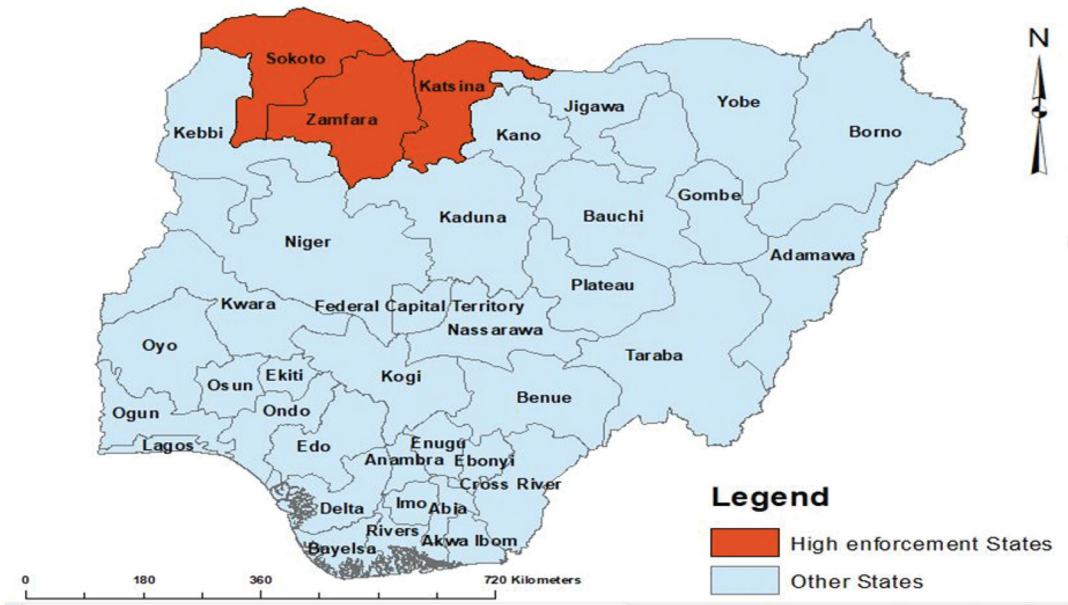 N
Sokoto
Katsina
Zamfara
Kebbi
Jigawa
Yobe
Kano
Borno
Gombe
Kaduna
Bauchi
Niger
Adamawa
Plateau
Kwara
Federal Capital Territory
Nassarawa
Oyo
Taraba
Osun
Ekiti
Kogi
Benue
Ogun
Ondo
Lagos
Edo
Enugu
Anambra
Ebonyi
Cross River
Imo
Abia
Delta
Rivers
Akwa Ibom
Bayelsa
Legend
High enforcement States
Other States
0 180 360 720 Kilometers